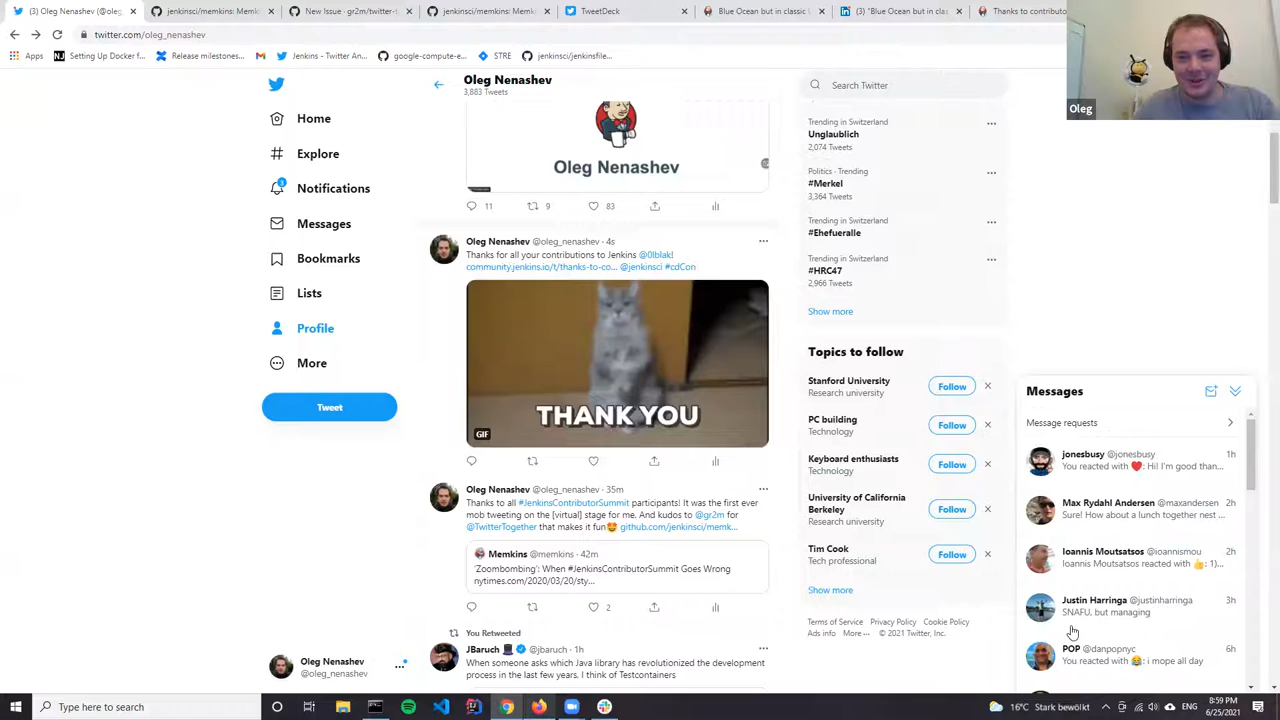 (3) Oleg Nenashev (@oleg_nena
jenkinsci/memkins: Memkins
New Issue · gr2m/twitter-t
jenkinsci/memkins: Memkins
TweetDeck
Blue Ocean but in classic
(3) "Blue Ocean but in clas
Thanks to contributo
twitter.com/oleg_nenashev
Apps
Setting Up Docker f...
Release milestones...
Jenkins - Twitter An...
google-compute-e...
STRE
jenkinsci/jenkinsfile...
Oleg
Oleg Nenashev
3,883 Tweets
Home
Explore
3
Notifications
Messages
Bookmarks
Lists
Profile
More
Tweet
Oleg Nenashev
@oleg_nenashev
Oleg Nenashev
11
9
83
Oleg Nenashev @oleg_nenashev · 4s
Thanks for all your contributions to Jenkins @0lblak!
community.jenkins.io/t/thanks-to-co... @jenkinsci #cdCon
THANK YOU
GIF
Oleg Nenashev @oleg_nenashev · 35m
Thanks to all #JenkinsContributorSummit participants! It was the first ever
mob tweeting on the [virtual] stage for me. And kudos to @gr2m for
@TwitterTogether that makes it fun🤩 github.com/jenkinsci/memk...
Memkins @memkins · 42m
'Zoombombing': When #JenkinsContributorSummit Goes Wrong
nytimes.com/2020/03/20/sty...
2
You Retweeted
JBaruch 🎩 @jbaruch · 1h
When someone asks which Java library has revolutionized the development
process in the last few years, I think of Testcontainers
Search Twitter
Trending in Switzerland
Unglaublich
2,074 Tweets
Politics · Trending
#Merkel
3,364 Tweets
Trending in Switzerland
#Ehefueralle
Trending in Switzerland
#HRC47
2,966 Tweets
Show more
Topics to follow
Stanford University
Research university
Follow
PC building
Technology
Follow
Keyboard enthusiasts
Technology
Follow
University of California
Berkeley
Research university
Follow
Tim Cook
Tech professional
Follow
Show more
Terms of Service Privacy Policy Cookie Policy
Ads info More ··· © 2021 Twitter, Inc.
Messages
Message requests
jonesbusy @jonesbusy 1h
You reacted with ❤️: Hi! I'm good than...
Max Rydahl Andersen @maxandersen 2h
Sure! How about a lunch together nest ...
Ioannis Moutsatsos @ioannismou 2h
Ioannis Moutsatsos reacted with 👍: 1)...
Justin Harringa @justinharringa 3h
SNAFU, but managing
POP @danpopnyc 6h
You reacted with 😂: i mope all day
Type here to search
16°C Stark bewölkt
ENG
8:59 PM
6/25/2021